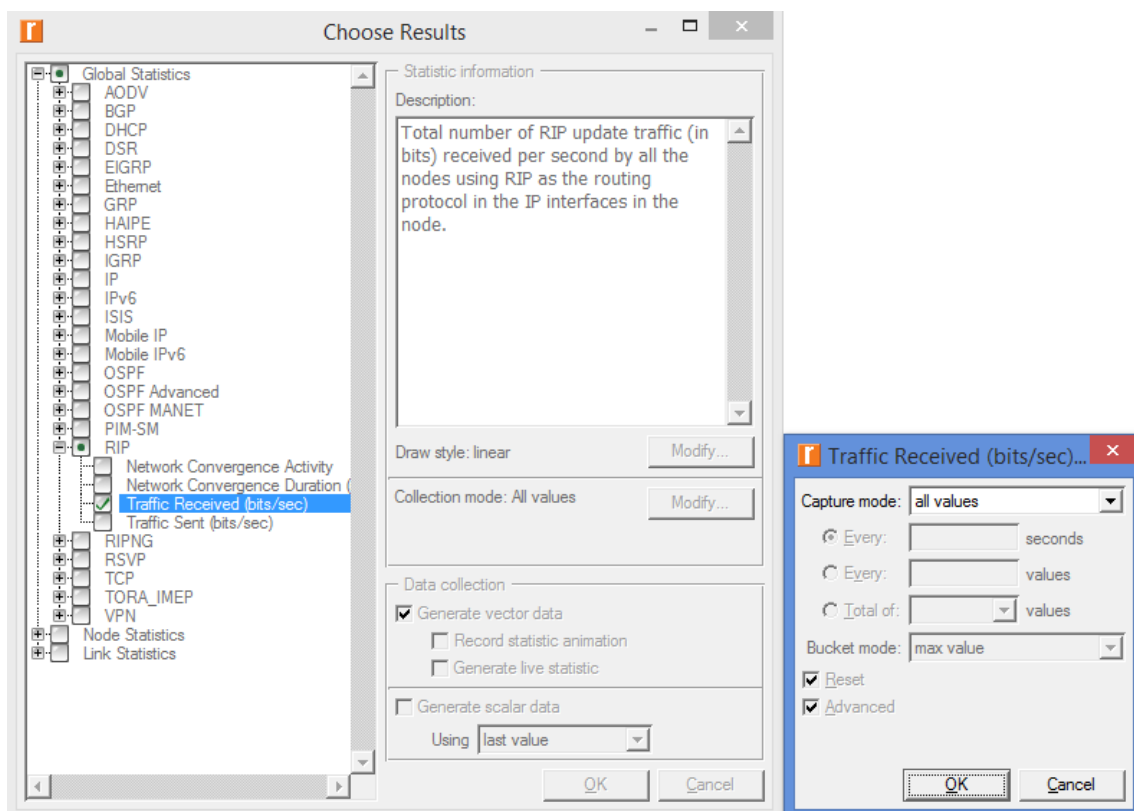 Choose Results
Global Statistics
AODV
BGP
DHCP
DSR
EIGRP
Ethernet
GRP
HAIPE
HSRP
IGRP
IP
IPv6
ISIS
Mobile IP
Mobile IPv6
OSPF
OSPF Advanced
OSPF MANET
PIM-SM
RIP
Network Convergence Activity
Network Convergence Duration (
Traffic Received (bits/sec)
Traffic Sent (bits/sec)
RIPNG
RSVP
TCP
TORA_IMEP
VPN
Node Statistics
Link Statistics
Statistic information
Description:
Total number of RIP update traffic (in
bits) received per second by all the
nodes using RIP as the routing
protocol in the IP interfaces in the
node.
Draw style: linear
Modify...
Collection mode: All values
Modify...
Data collection
Generate vector data
Record statistic animation
Generate live statistic
Generate scalar data
Using last value
OK Cancel
Traffic Received (bits/sec)...
Capture mode: all values
Every: seconds
Every: values
Total of: values
Bucket mode: max value
Reset
Advanced
OK Cancel